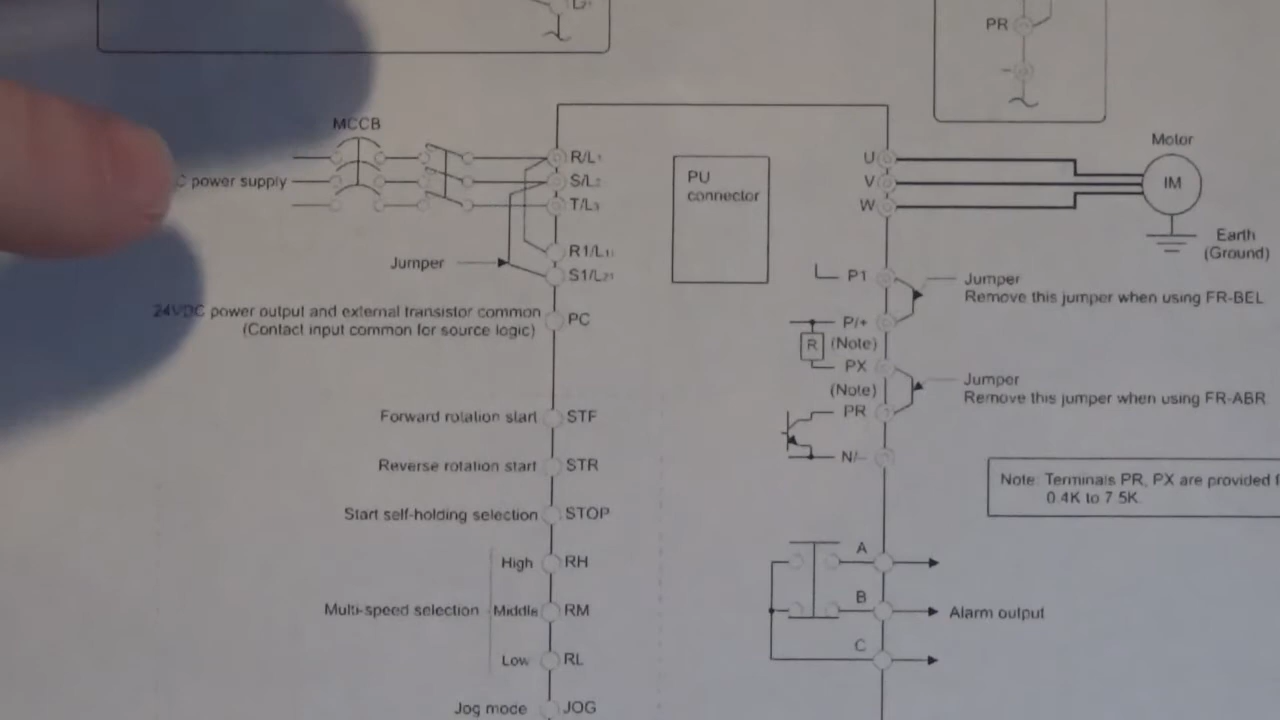 PR
MCCB
R/L1
S/L2
T/L3
power supply
R1/L11
S1/L21
Jumper
24VDC power output and external transistor common
(Contact input common for source logic)
PC
Forward rotation start
STF
Reverse rotation start
STR
Start self-holding selection
STOP
High
RH
Multi-speed selection
Middle
RM
Low
RL
Jog mode
JOG
PU
connector
U
V
W
Motor
IM
Earth
(Ground)
P1
Jumper
Remove this jumper when using FR-BEL
P/+
R
(Note)
PX
(Note)
Jumper
Remove this jumper when using FR-ABR
PR
N/-
Note: Terminals PR, PX are provided
0.4K to 7.5K.
A
B
Alarm output
C